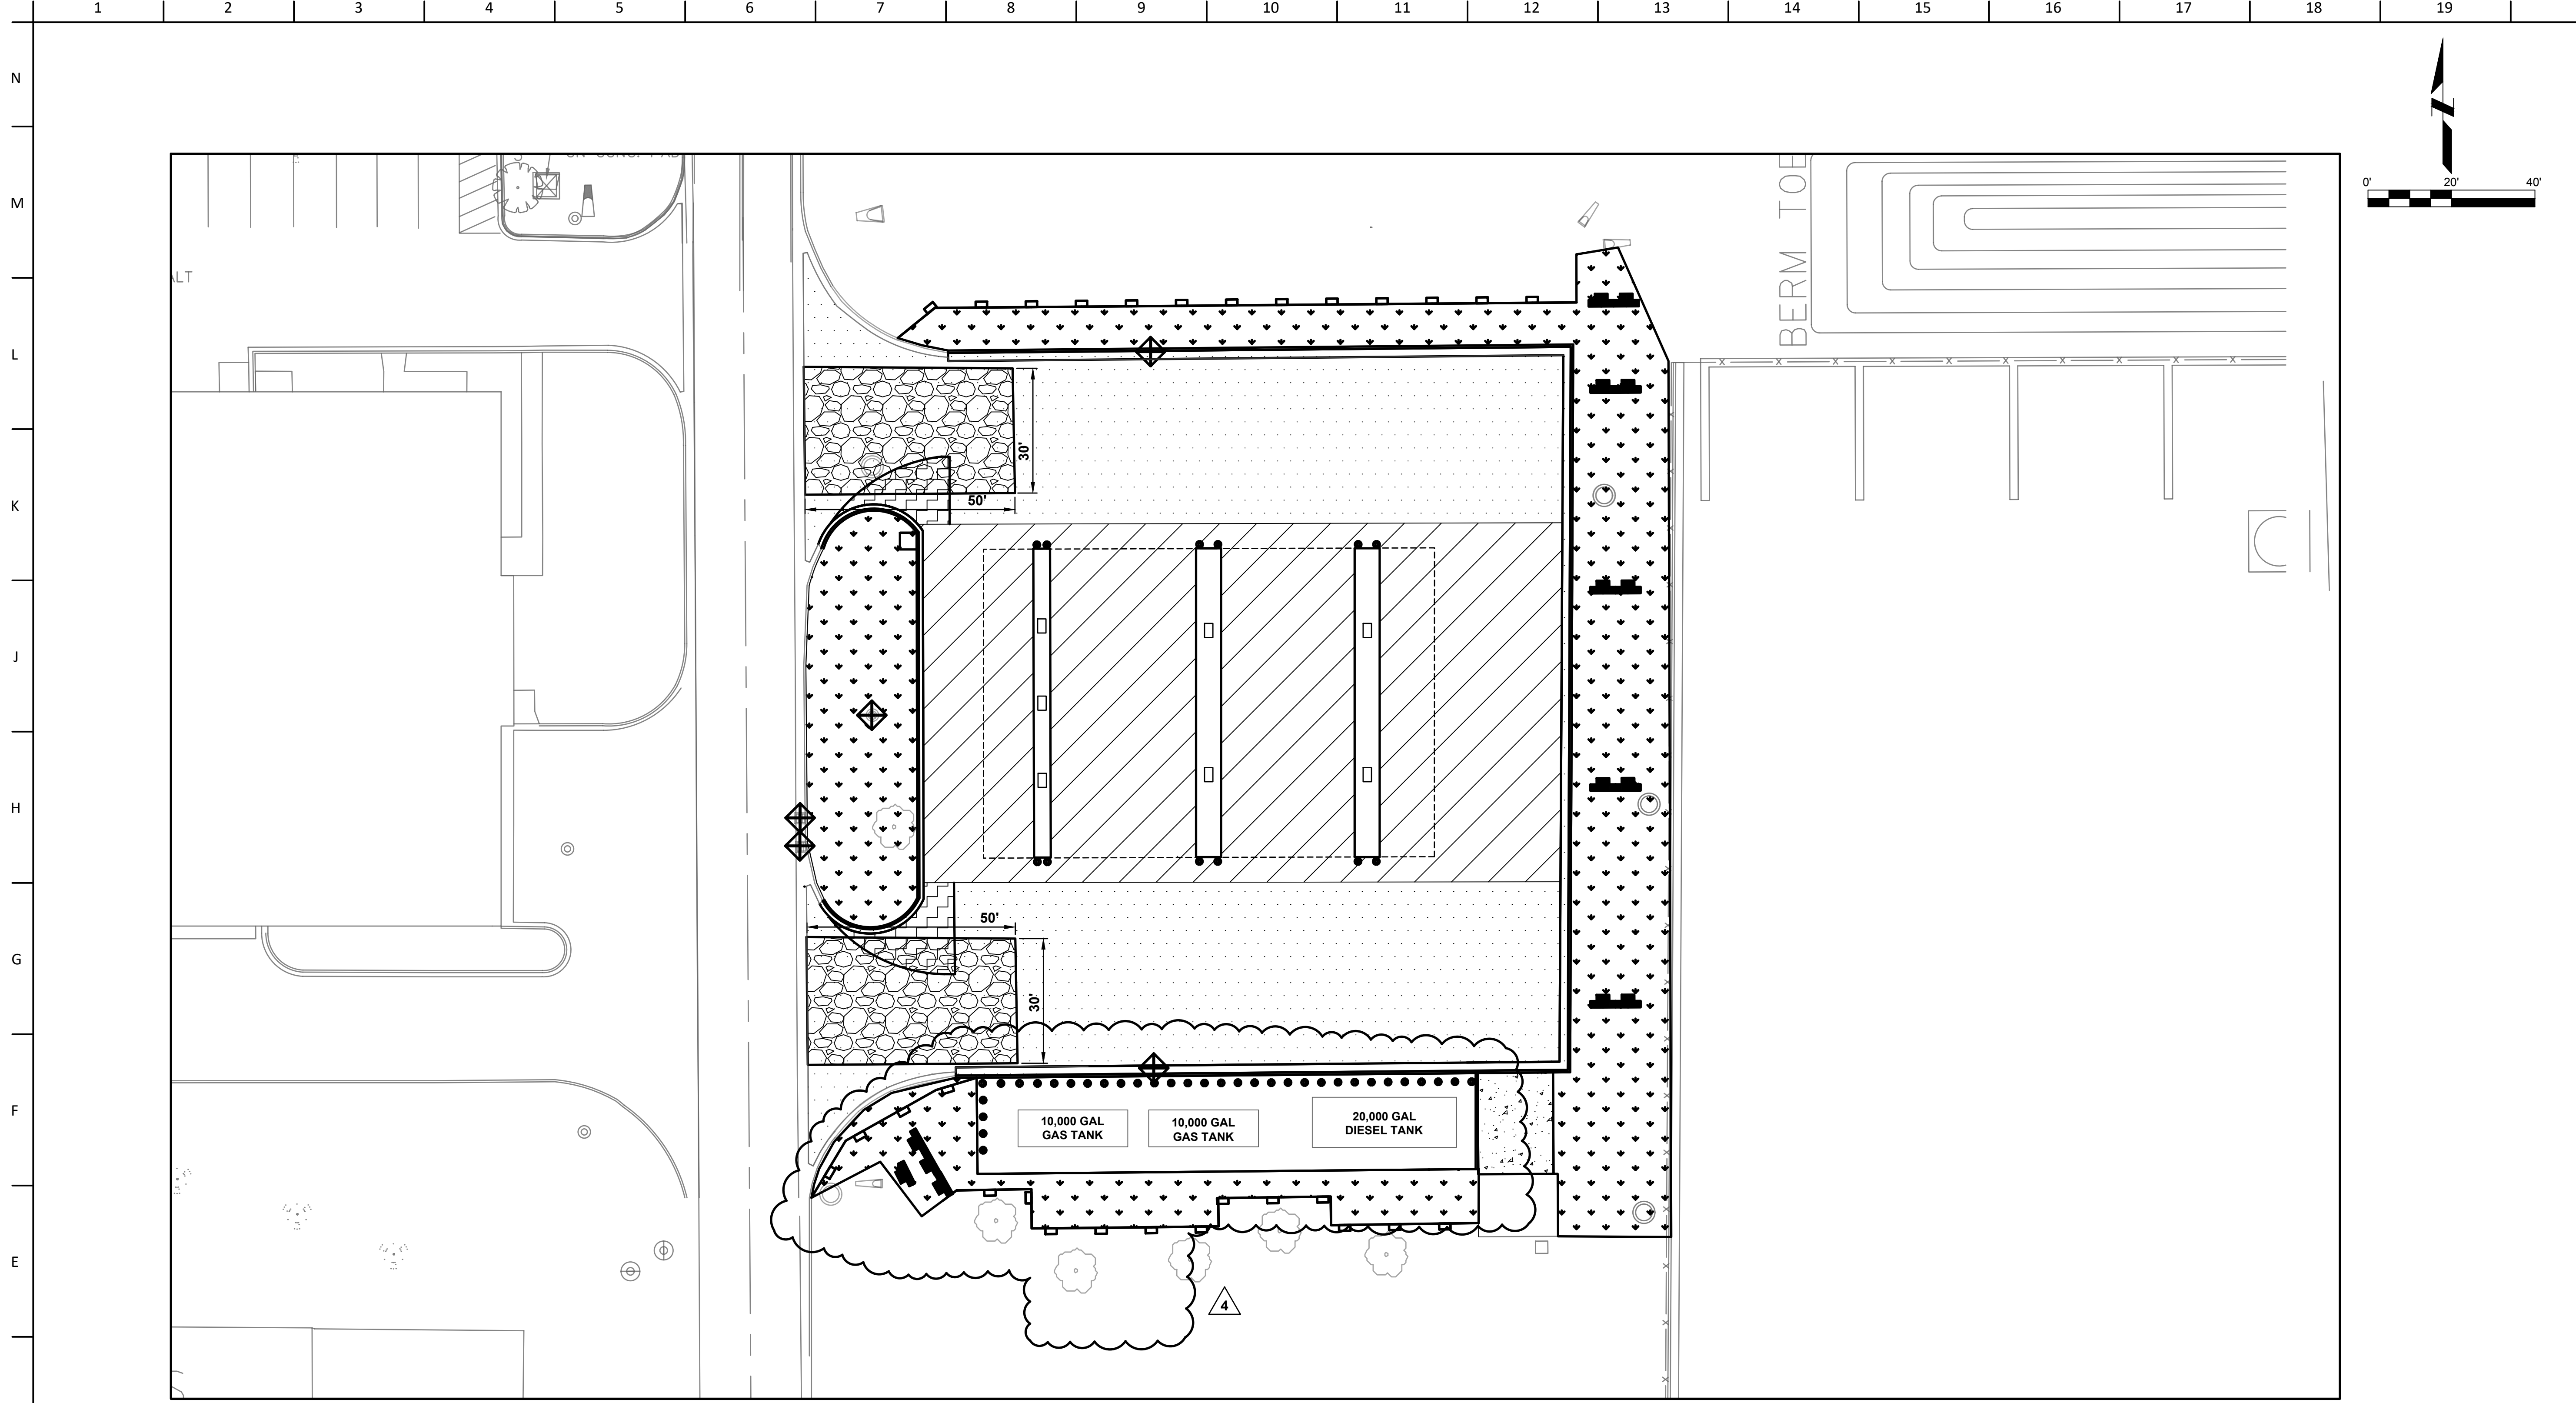 1 2 3 4 5 6 7 8 9 10 11 12 13 14 15 16 17 18 19
N
M
L
K
J
H
G
F
E
N
0' 20' 40'
ALT
BERM TOE
30'
50'
50'
30'
10,000 GAL
GAS TANK
10,000 GAL
GAS TANK
20,000 GAL
DIESEL TANK
4